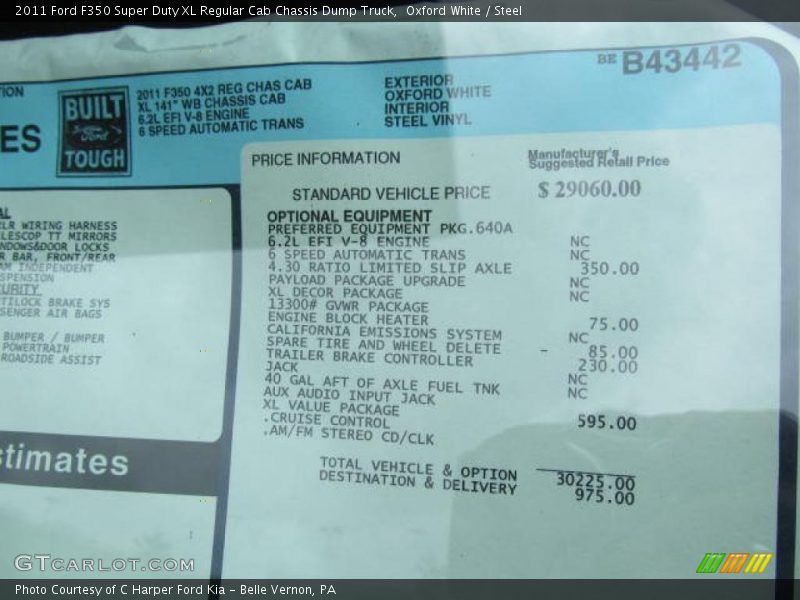 2011 Ford F350 Super Duty XL Regular Cab Chassis Dump Truck, Oxford White / Steel
BE B43442
ION
ES
BUILT
Ford
TOUGH
2011 F350 4X2 REG CHAS CAB
XL 141" WB CHASSIS CAB
6.2L EFI V-8 ENGINE
6 SPEED AUTOMATIC TRANS
EXTERIOR
OXFORD WHITE
INTERIOR
STEEL VINYL
AL
LR WIRING HARNESS
LESCOP TT MIRRORS
NDOWS&DOOR LOCKS
R BAR, FRONT/REAR
AM INDEPENDENT
SPENSION
URITY
TILOCK BRAKE SYS
SENGER AIR BAGS
BUMPER / BUMPER
POWERTRAIN
ROADSIDE ASSIST
stimates
PRICE INFORMATION
Manufacturer's
Suggested Retail Price
STANDARD VEHICLE PRICE $ 29060.00
OPTIONAL EQUIPMENT
PREFERRED EQUIPMENT PKG.640A
6.2L EFI V-8 ENGINE NC
6 SPEED AUTOMATIC TRANS NC
4.30 RATIO LIMITED SLIP AXLE 350.00
PAYLOAD PACKAGE UPGRADE NC
XL DECOR PACKAGE NC
13300# GVWR PACKAGE
ENGINE BLOCK HEATER 75.00
CALIFORNIA EMISSIONS SYSTEM NC
SPARE TIRE AND WHEEL DELETE - 85.00
TRAILER BRAKE CONTROLLER 230.00
JACK NC
40 GAL AFT OF AXLE FUEL TNK NC
AUX AUDIO INPUT JACK
XL VALUE PACKAGE 595.00
.CRUISE CONTROL
.AM/FM STEREO CD/CLK
TOTAL VEHICLE & OPTION 30225.00
DESTINATION & DELIVERY 975.00
GTCARLOT.COM
Photo Courtesy of C Harper Ford Kia – Belle Vernon, PA